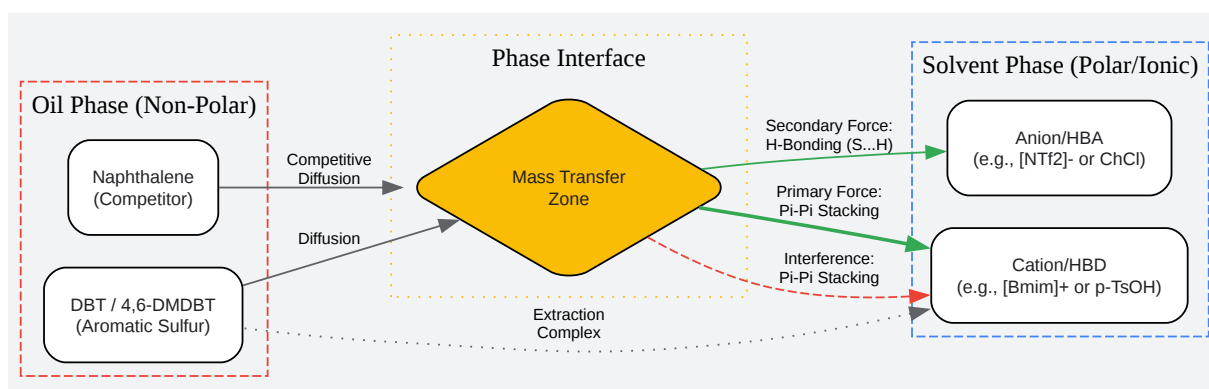 Oil Phase (Non-Polar)
Naphthalene
(Competitor)
DBT / 4,6-DMDBT
(Aromatic Sulfur)
Competitive
Diffusion
Diffusion
Phase Interface
Mass Transfer
Zone
Extraction
Complex
Secondary Force:
H-Bonding (S...H)
Primary Force:
Pi-Pi Stacking
Interference:
Pi-Pi Stacking
Solvent Phase (Polar/Ionic)
Anion/HBA
(e.g., [NTf2]- or ChCl)
Cation/HBD
(e.g., [Bmim]+ or p-TsOH)